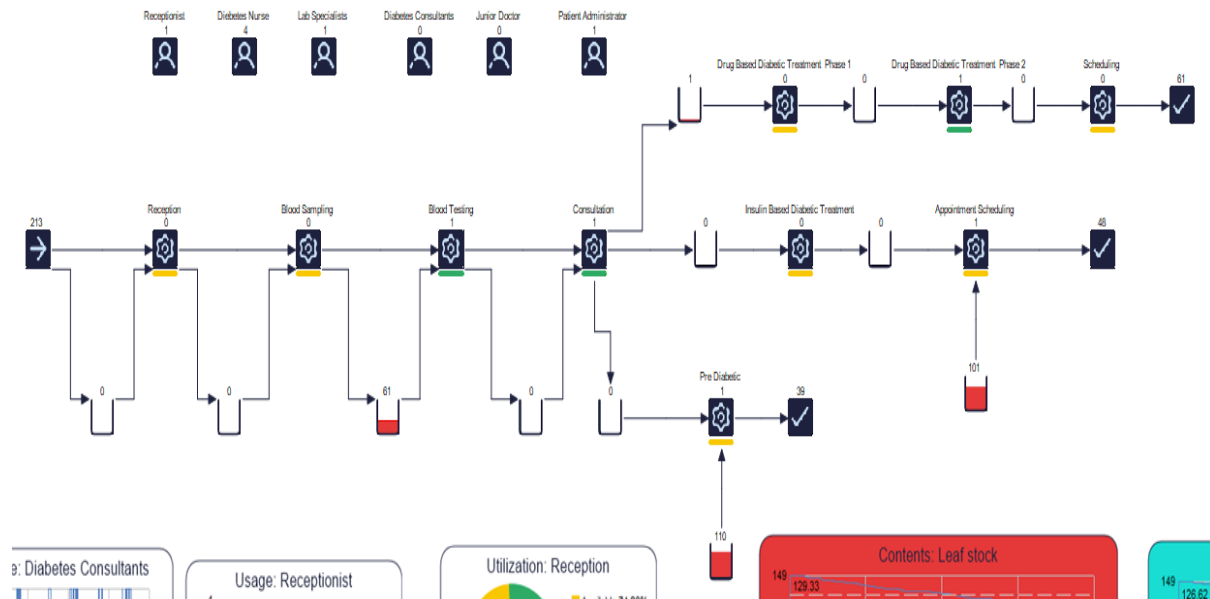 Receptionist Diebetes Nurse Lab Specialists Diabetes Consultants Junior Doctor Patient Administrator
1 4 1 0 0 1
Drug Based Diabetic Treatment Phase 1 Drug Based Diabetic Treatment Phase 2 Scheduling
1 0 0 1 0 0 61
Reception Blood Sampling Blood Testing Consultation Insulin Based Diabetic Treatment Appointment Scheduling
213 0 0 1 1 0 0 0 1 48
101
Pre Diabetic
0 0 61 0 0 1 39
110
e: Diabetes Consultants
Usage: Receptionist
Utilization: Reception
Contents: Leaf stock
149
129.33
149
126.62